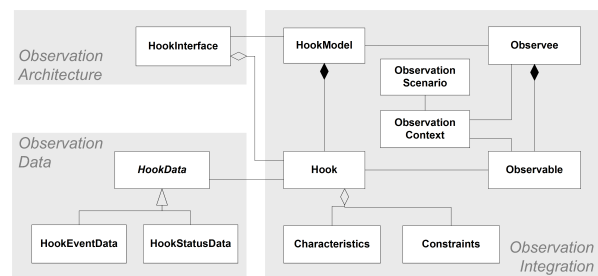 HookInterface
Observation
Architecture
HookModel
Observee
Observation
Scenario
Observation
Context
Observation
Data
HookData
Hook
Observable
HookEventData
HookStatusData
Characteristics
Constraints
Observation
Integration